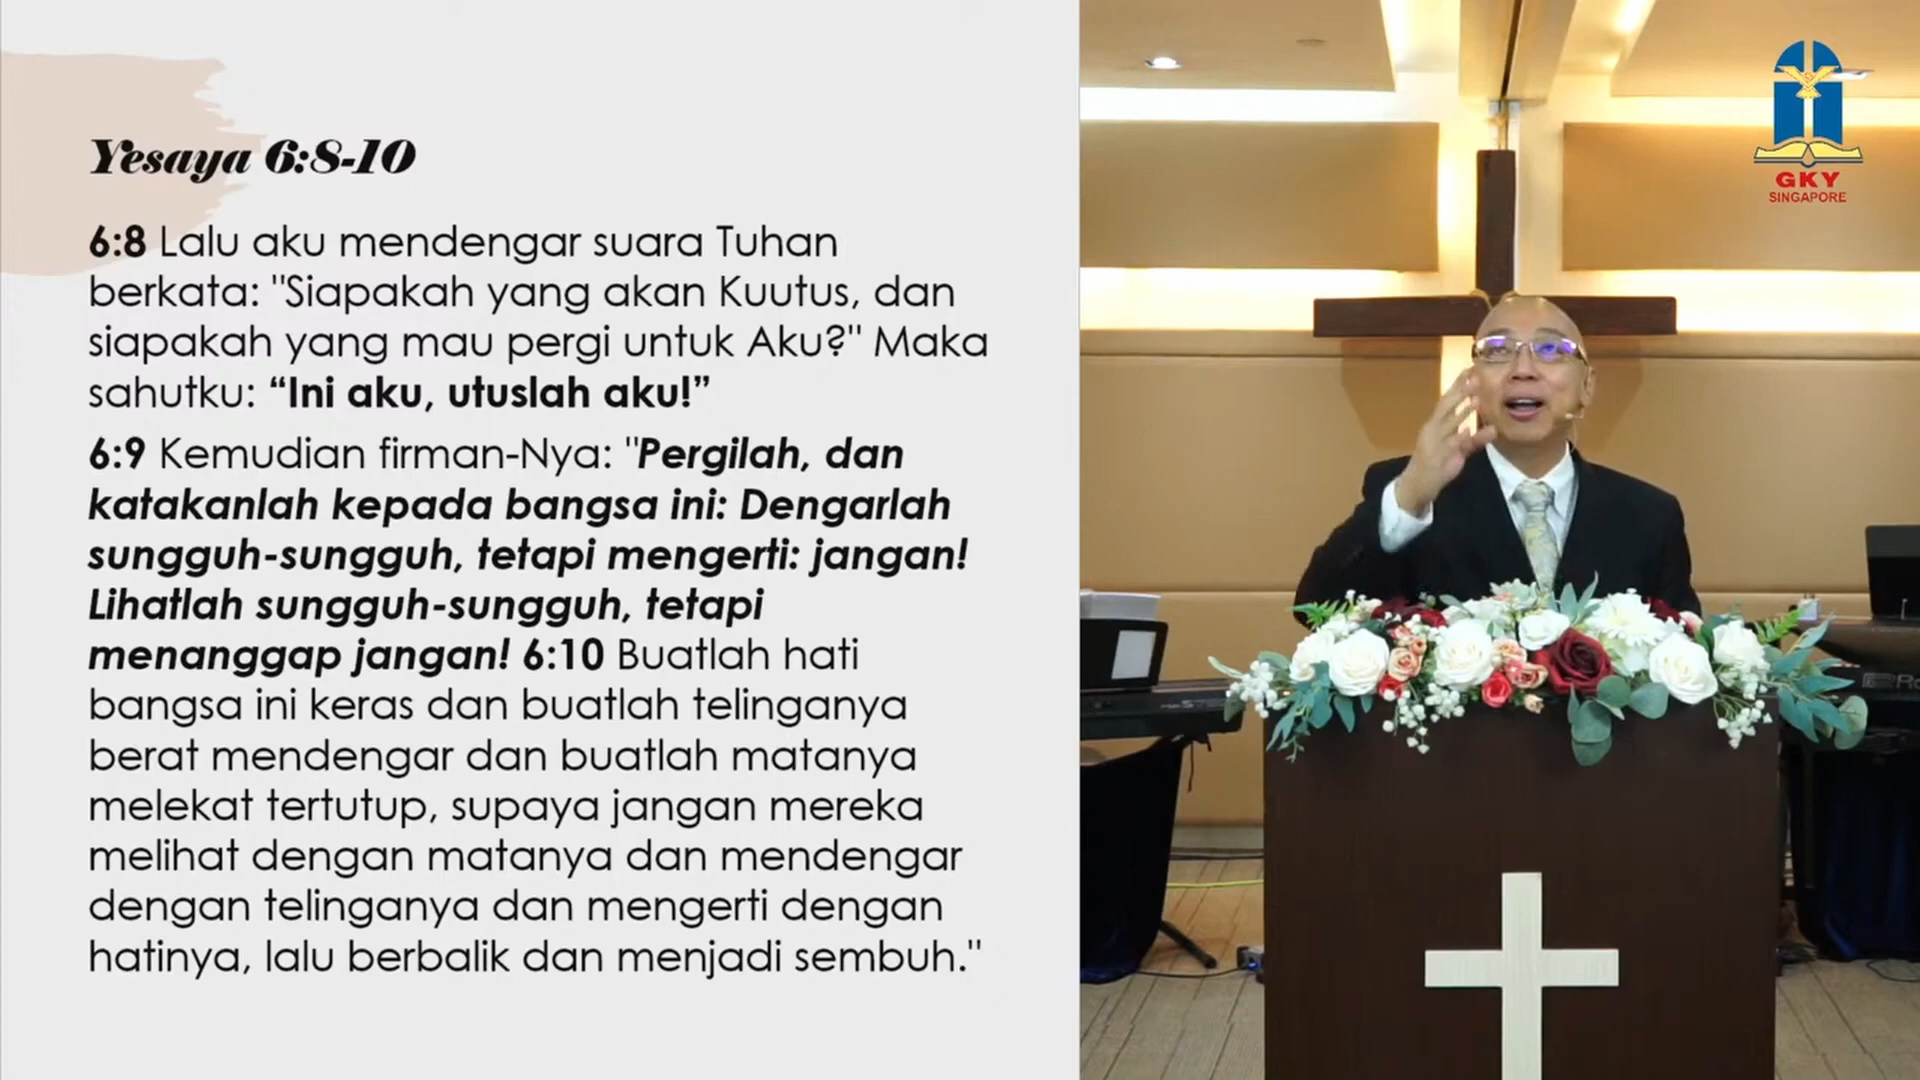 Yesaya 6:8-10
6:8 Lalu aku mendengar suara Tuhan
berkata: "Siapakah yang akan Kuutus, dan
siapakah yang mau pergi untuk Aku?" Maka
sahutku: “Ini aku, utuslah aku!”
6:9 Kemudian firman-Nya: "Pergilah, dan
katakanlah kepada bangsa ini: Dengarlah
sungguh-sungguh, tetapi mengerti: jangan!
Lihatlah sungguh-sungguh, tetapi
menanggap jangan! 6:10 Buatlah hati
bangsa ini keras dan buatlah telinganya
berat mendengar dan buatlah matanya
melekat tertutup, supaya jangan mereka
melihat dengan matanya dan mendengar
dengan telinganya dan mengerti dengan
hatinya, lalu berbalik dan menjadi sembuh."
GKY
SINGAPORE